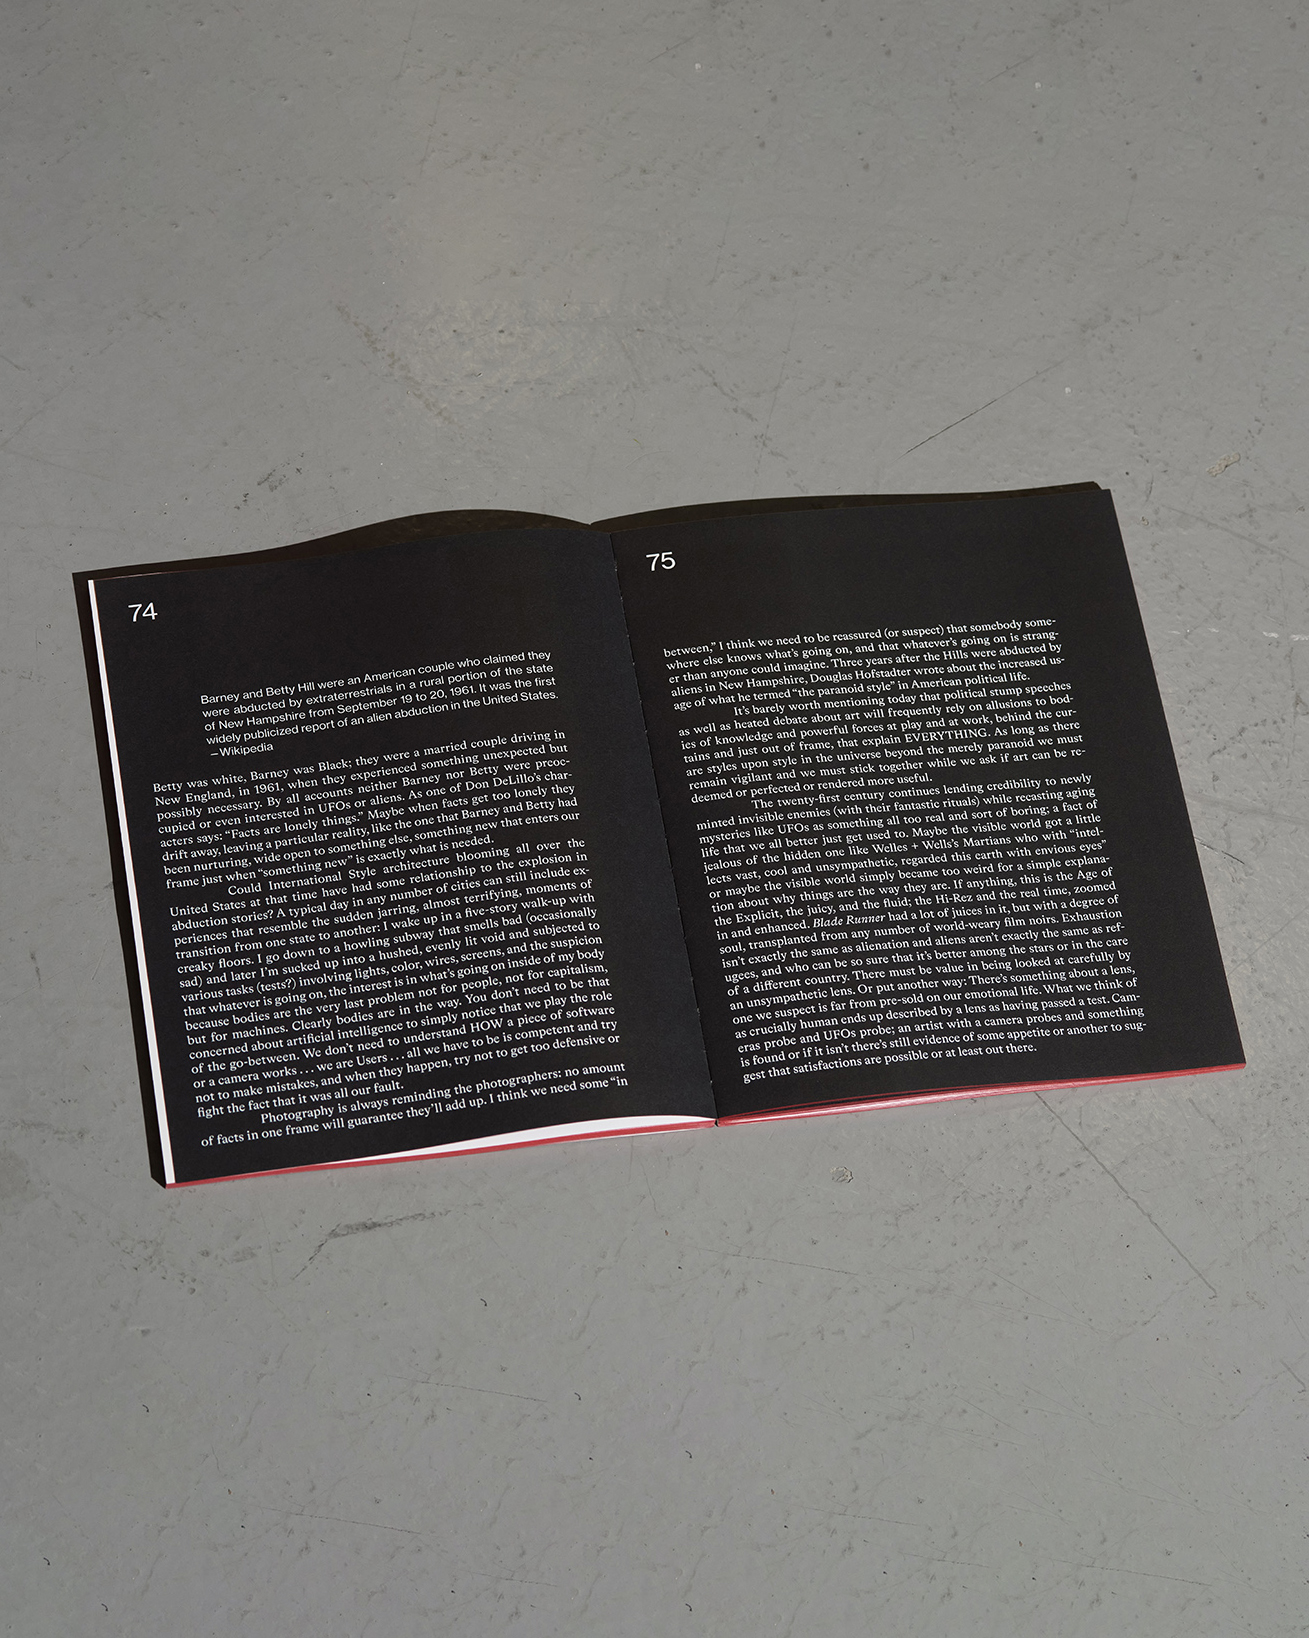 74
Barney and Betty Hill were an American couple who claimed they
were abducted by extraterrestrials in a rural portion of the state
of New Hampshire from September 19 to 20, 1961. It was the first
widely publicized report of an alien abduction in the United States.
—Wikipedia
Betty was white, Barney was Black; they were a married couple driving in
New England, in 1961, when they experienced something unexpected but
possibly necessary. By all accounts neither Barney nor Betty were preoc-
cupied or even interested in UFOs or aliens. As one of Don DeLillo's char-
acters says: “Facts are lonely things.” Maybe when facts get too lonely they
drift away, leaving a particular reality, like the one that Barney and Betty had
been nurturing, wide open to something else, something new that enters our
frame just when “something new” is exactly what is needed.
Could International Style architecture blooming all over the
United States at that time have had some relationship to the explosion in
abduction stories? A typical day in any number of cities can still include ex-
periences that resemble the sudden jarring, almost terrifying, moments of
transition from one state to another: I wake up in a five-story walk-up with
creaky floors. I go down to a howling subway that smells bad (occasionally
sad) and later I'm sucked up into a hushed, evenly lit void and subjected to
various tasks (tests?) involving lights, color, wires, screens, and the suspicion
that whatever is going on, the interest is in what's going on inside of my body
because bodies are the very last problem not for people, not for capitalism,
but for machines. Clearly bodies are in the way. You don't need to be that
concerned about artificial intelligence to simply notice that we play the role
of the go-between. We don't need to understand HOW a piece of software
or a camera works . . . we are Users . . . all we have to be is competent and try
not to make mistakes, and when they happen, try not to get too defensive or
fight the fact that it was all our fault.
Photography is always reminding the photographers: no amount
of facts in one frame will guarantee they'll add up. I think we need some “in
75
between,” I think we need to be reassured (or suspect) that somebody some-
where else knows what's going on, and that whatever's going on is strang-
er than anyone could imagine. Three years after the Hills were abducted by
aliens in New Hampshire, Douglas Hofstadter wrote about the increased us-
age of what he termed “the paranoid style” in American political life.
It's barely worth mentioning today that political stump speeches
as well as heated debate about art will frequently rely on allusions to bod-
ies of knowledge and powerful forces at play and at work, behind the cur-
tains and just out of frame, that explain EVERYTHING. As long as there
are styles upon style in the universe beyond the merely paranoid we must
remain vigilant and we must stick together while we ask if art can be re-
deemed or perfected or rendered more useful.
The twenty-first century continues lending credibility to newly
minted invisible enemies (with their fantastic rituals) while recasting aging
mysteries like UFOs as something all too real and sort of boring; a fact of
life that we all better just get used to. Maybe the visible world got a little
jealous of the hidden one like Welles + Wells's Martians who with “intel-
lects vast, cool and unsympathetic, regarded this earth with envious eyes”
or maybe the visible world simply became too weird for a simple explana-
tion about why things are the way they are. If anything, this is the Age of
the Explicit, the juicy, and the fluid; the Hi-Rez and the real time, zoomed
in and enhanced. Blade Runner had a lot of juices in it, but with a degree of
soul, transplanted from any number of world-weary film noirs. Exhaustion
isn't exactly the same as alienation and aliens aren't exactly the same as ref-
ugees, and who can be so sure that it's better among the stars or in the care
of a different country. There must be value in being looked at carefully by
an unsympathetic lens. Or put another way: There's something about a lens,
one we suspect is far from pre-sold on our emotional life. What we think of
as crucially human ends up described by a lens as having passed a test. Cam-
eras probe and UFOs probe; an artist with a camera probes and something
is found or if it isn't there's still evidence of some appetite or another to sug-
gest that satisfactions are possible or at least out there.